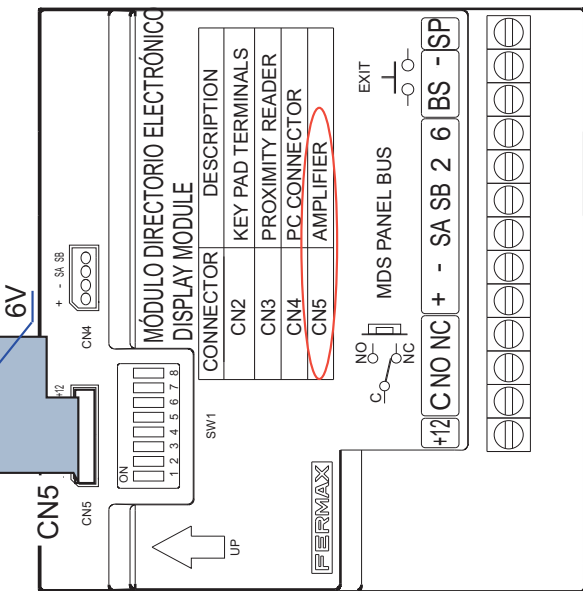 6V
+ - SA SB
CN4
+12
CN5
CN5
ON
1 2 3 4 5 6 7 8
SW1
UP
FERMAX
MÓDULO DIRECTORIO ELECTRÓNICO
DISPLAY MODULE
CONNECTOR DESCRIPTION
CN2 KEY PAD TERMINALS
CN3 PROXIMITY READER
CN4 PC CONNECTOR
CN5 AMPLIFIER
C NO NC
MDS PANEL BUS
EXIT
+12 C NO NC + - SA SB 2 6 BS - SP